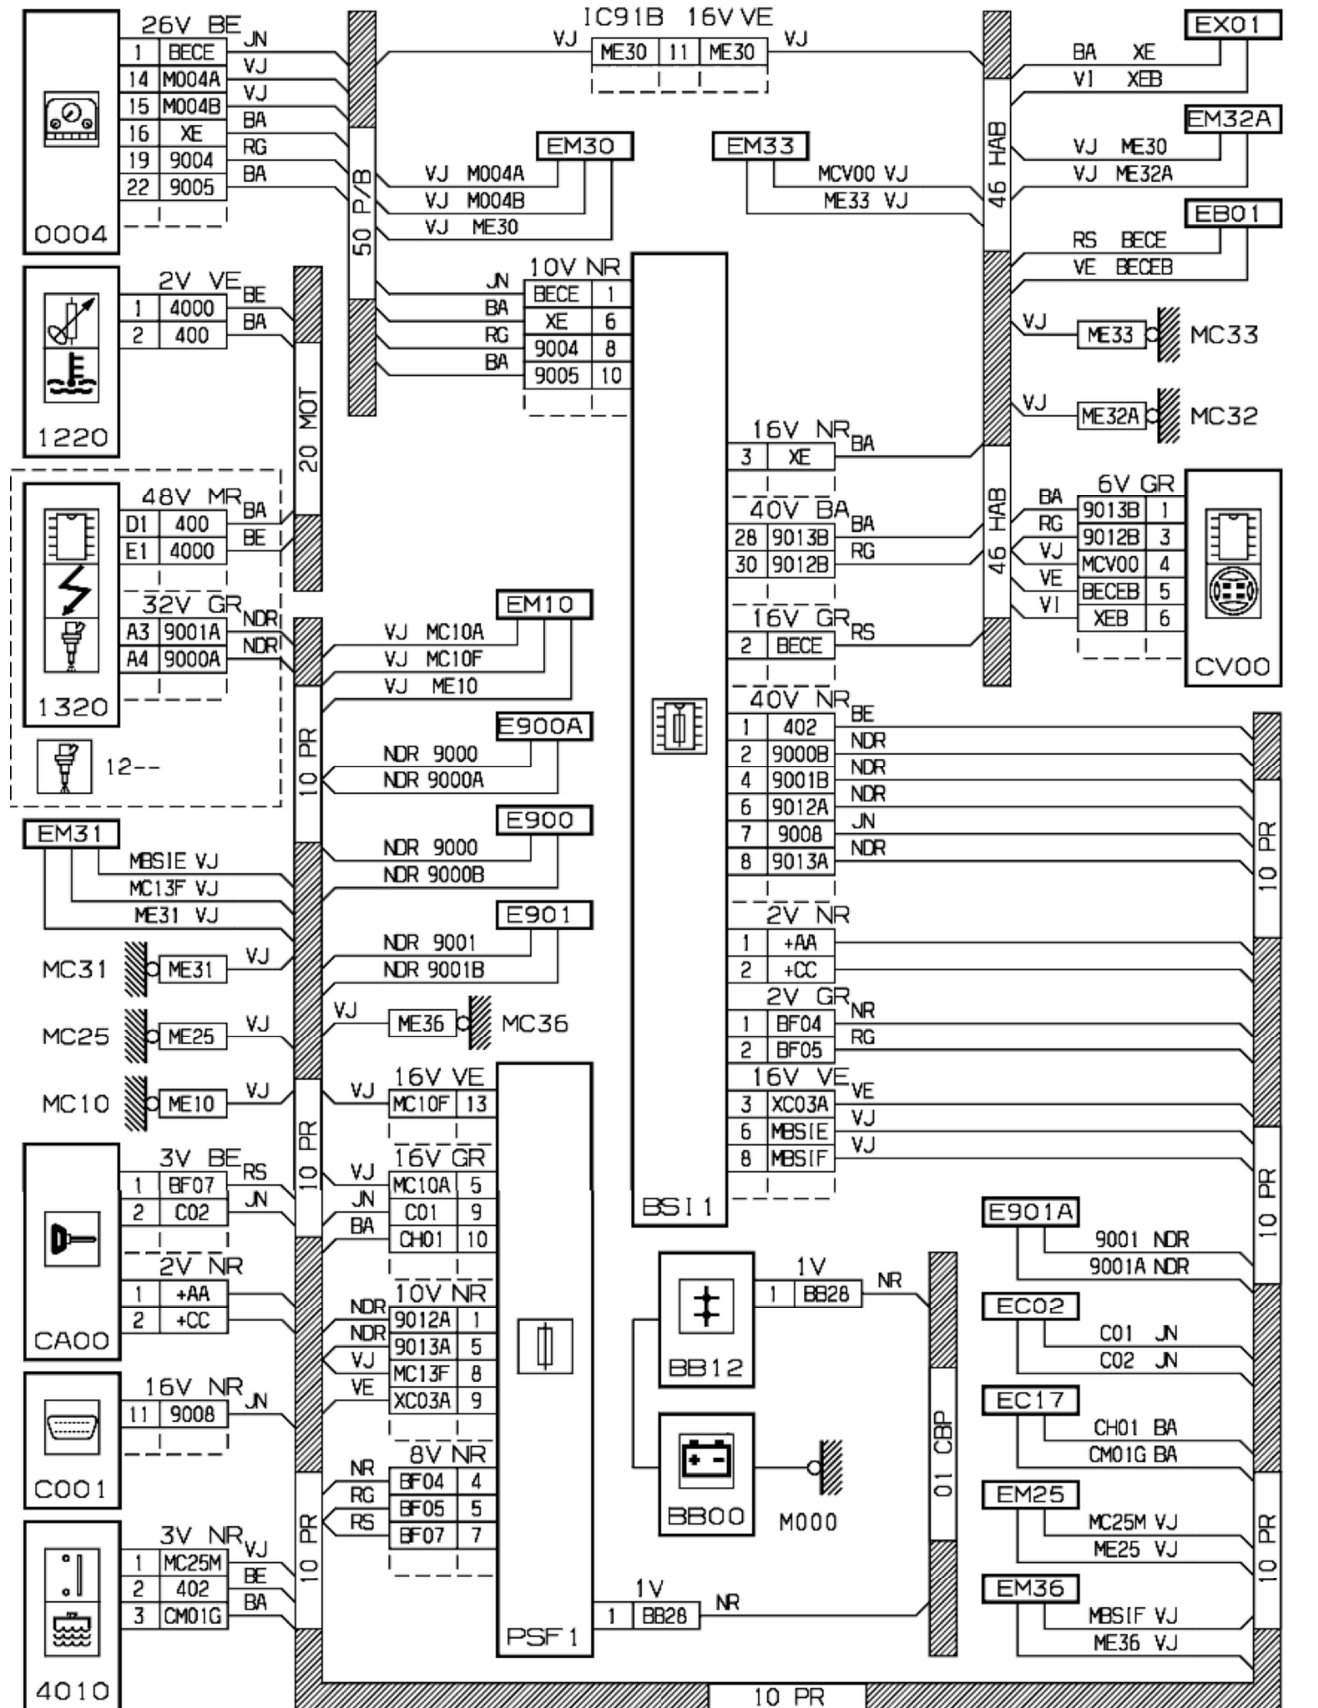 26V BE
1 BECE JN
14 M004A VJ
15 M004B VJ
16 XE BA
19 9004 RG
22 9005 BA
0004
50 P/B
IC91B 16V VE
VJ ME30 11 ME30 VJ
EM30
VJ M004A
VJ M004B
VJ ME30
EM33
MCV00 VJ
ME33 VJ
46 HAB
EX01
BA XE
VI XEB
EM32A
VJ ME30
VJ ME32A
EB01
RS BECE
VE BECEB
VJ ME33 MC33
VJ ME32A MC32
2V VE
1 4000 BE
2 400 BA
1220
20 MOT
10V NR
JN BECE 1
BA XE 6
RG 9004 8
BA 9005 10
48V MR
D1 400 BA
E1 4000 BE
32V GR
A3 9001A NDR
A4 9000A NDR
1320
12--
16V NR
3 XE BA
40V BA
28 9013B BA
30 9012B RG
16V GR
2 BECE RS
46 HAB
6V GR
BA 9013B 1
RG 9012B 3
VJ MCV00 4
VE BECEB 5
VI XEB 6
CV00
EM10
VJ MC10A
VJ MC10F
VJ ME10
10 PR
E900A
NDR 9000
NDR 9000A
E900
NDR 9000
NDR 9000B
E901
NDR 9001
NDR 9001B
40V NR
1 402 BE
2 9000B NDR
4 9001B NDR
6 9012A NDR
7 9008 JN
8 9013A NDR
10 PR
2V NR
1 +AA
2 +CC
2V GR
1 BF04 NR
2 BF05 RG
16V VE
3 XC03A VE
6 MBSIE VJ
8 MBSIF VJ
BSI1
EM31
MBSIE VJ
MC13F VJ
ME31 VJ
MC31 ME31 VJ
MC25 ME25 VJ
MC10 ME10 VJ
VJ ME36 MC36
10 PR
16V VE
VJ MC10F 13
16V GR
VJ MC10A 5
JN C01 9
BA CH01 10
10V NR
NDR 9012A 1
NDR 9013A 5
VJ MC13F 8
VE XC03A 9
8V NR
NR BF04 4
RG BF05 5
RS BF07 7
PSF1
3V BE
1 BF07 RS
2 C02 JN
2V NR
1 +AA
2 +CC
CA00
16V NR
11 9008 JN
C001
3V NR
1 MC25M VJ
2 402 BE
3 CM01G BA
4010
10 PR
1V
1 BB28 NR
BB12
BB00
M000
01 CBP
1V
1 BB28 NR
10 PR
E901A
9001 NDR
9001A NDR
EC02
C01 JN
C02 JN
EC17
CH01 BA
CM01G BA
EM25
MC25M VJ
ME25 VJ
10 PR
EM36
MBSIF VJ
ME36 VJ
10 PR